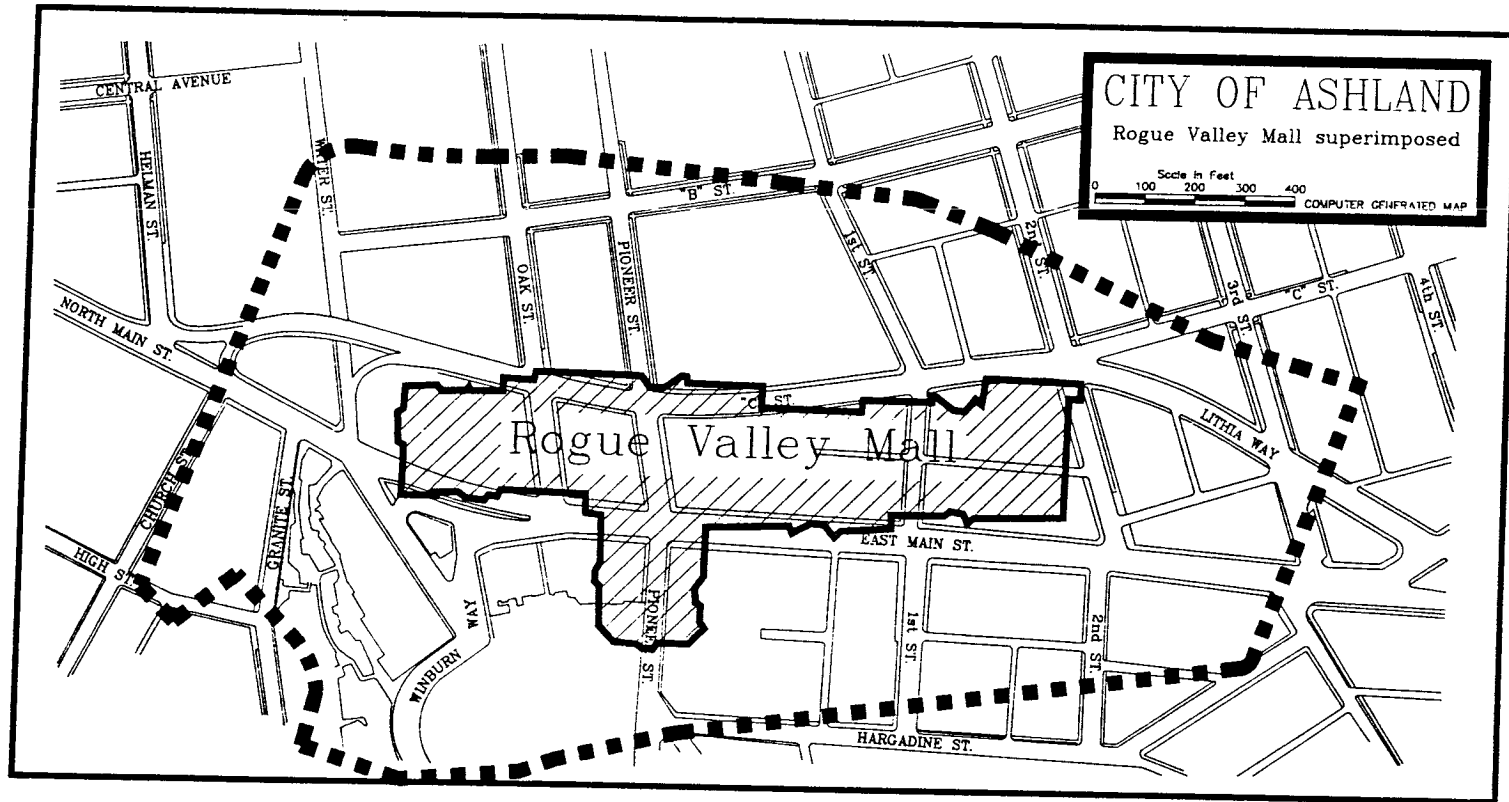 CITY OF ASHLAND
Rogue Valley Mall superimposed
Scale in Feet
0 100 200 300 400
COMPUTER GENERATED MAP
CENTRAL AVENUE
HELMAN ST.
WATER ST.
"B" ST.
OAK ST.
PIONEER ST.
1st ST.
2nd ST.
3rd ST.
"C" ST.
4th ST.
NORTH MAIN ST.
"C" ST.
LITHIA WAY
Rogue Valley Mall
CHURCH ST.
GRANITE ST.
HIGH ST.
EAST MAIN ST.
WINBURN WAY
PIONEER ST.
1st ST.
2nd ST.
HARGADINE ST.